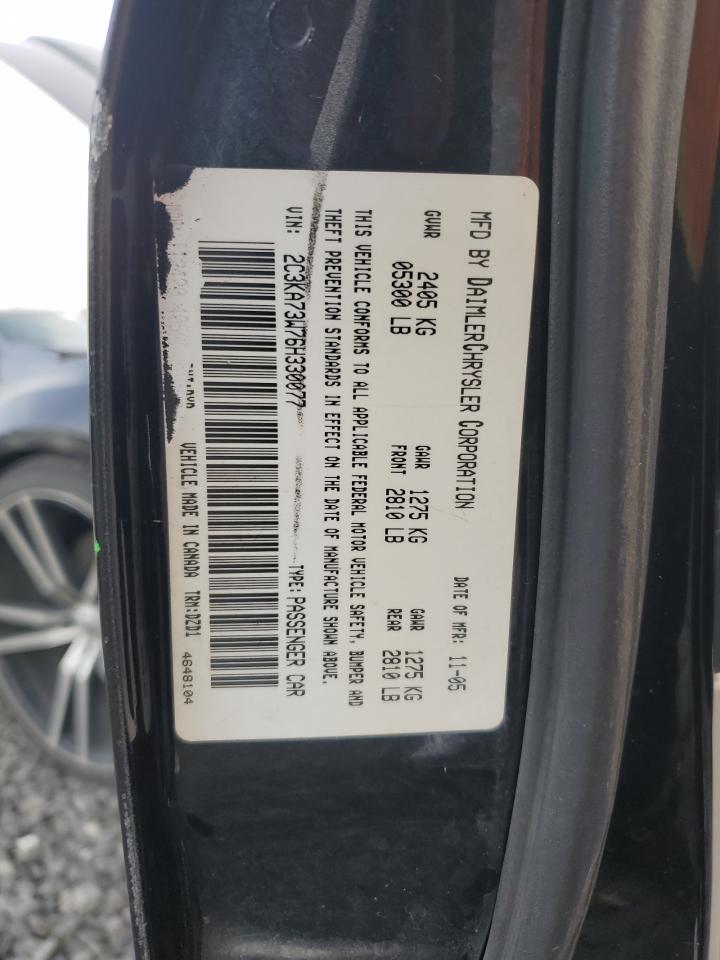 MFD BY DAIMLERCHRYSLER CORPORATION
DATE OF MFR: 11-05
GVWR 2405 KG GAWR 1275 KG GAWR 1275 KG
05300 LB FRONT 2810 LB REAR 2810 LB
THIS VEHICLE CONFORMS TO ALL APPLICABLE FEDERAL MOTOR VEHICLE SAFETY, BUMPER AND
THEFT PREVENTION STANDARDS IN EFFECT ON THE DATE OF MANUFACTURE SHOWN ABOVE.
VIN: 2C3KA73W76H330077 TYPE: PASSENGER CAR
VEHICLE MADE IN CANADA TRM:DZD1
4648104